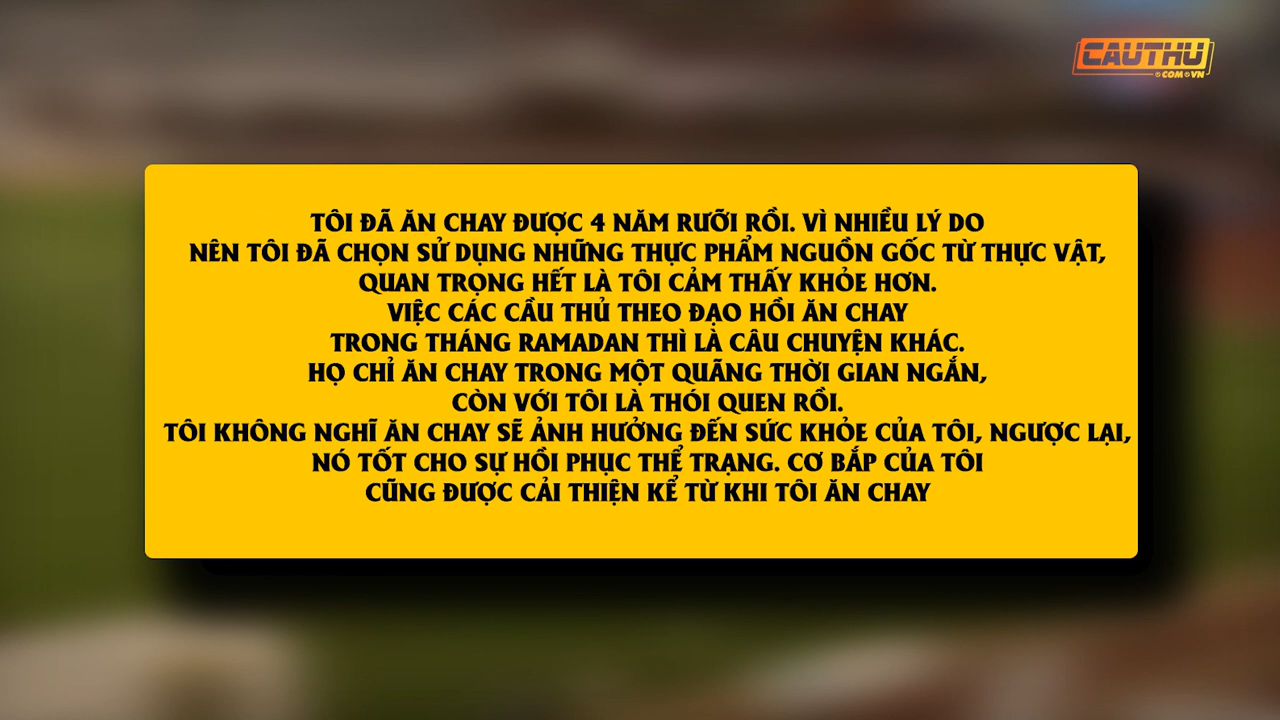 CAUTHU
.COM.VN
TÔI ĐÃ ĂN CHAY ĐƯỢC 4 NĂM RƯỠI RỒI. VÌ NHIỀU LÝ DO
NÊN TÔI ĐÃ CHỌN SỬ DỤNG NHỮNG THỰC PHẨM NGUỒN GỐC TỪ THỰC VẬT,
QUAN TRỌNG HẾT LÀ TÔI CẢM THẤY KHỎE HƠN.
VIỆC CÁC CẦU THỦ THEO ĐẠO HỒI ĂN CHAY
TRONG THÁNG RAMADAN THÌ LÀ CÂU CHUYỆN KHÁC.
HỌ CHỈ ĂN CHAY TRONG MỘT QUÃNG THỜI GIAN NGẮN,
CÒN VỚI TÔI LÀ THÓI QUEN RỒI.
TÔI KHÔNG NGHĨ ĂN CHAY SẼ ẢNH HƯỞNG ĐẾN SỨC KHỎE CỦA TÔI, NGƯỢC LẠI,
NÓ TỐT CHO SỰ HỒI PHỤC THỂ TRẠNG. CƠ BẮP CỦA TÔI
CŨNG ĐƯỢC CẢI THIỆN KỂ TỪ KHI TÔI ĂN CHAY